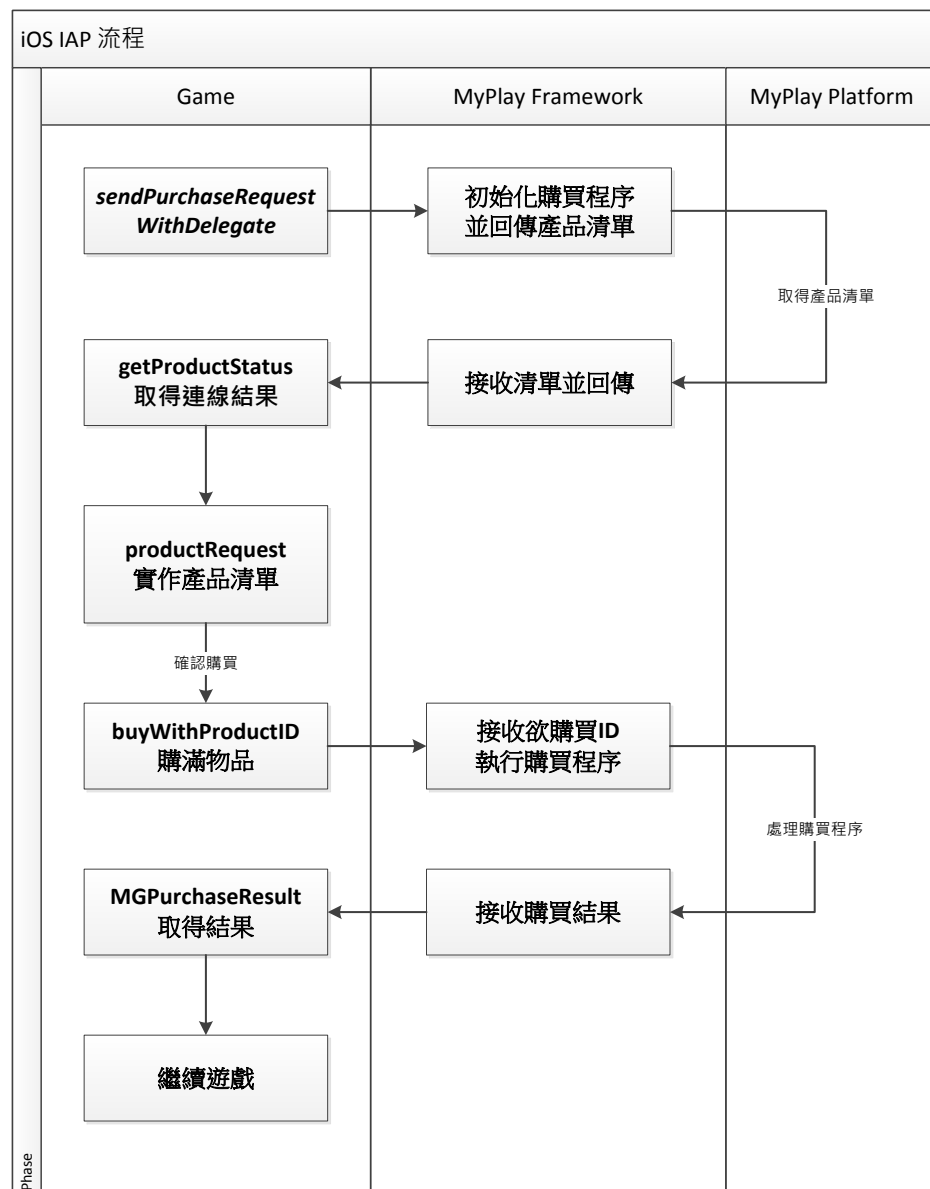 iOS IAP 流程
Game
MyPlay Framework
MyPlay Platform
sendPurchaseRequest
WithDelegate
初始化購買程序
並回傳產品清單
取得產品清單
getProductStatus
取得連線結果
接收清單並回傳
productRequest
實作產品清單
確認購買
buyWithProductID
購滿物品
接收欲購買ID
執行購買程序
處理購買程序
MGPurchaseResult
取得結果
接收購買結果
繼續遊戲
Phase